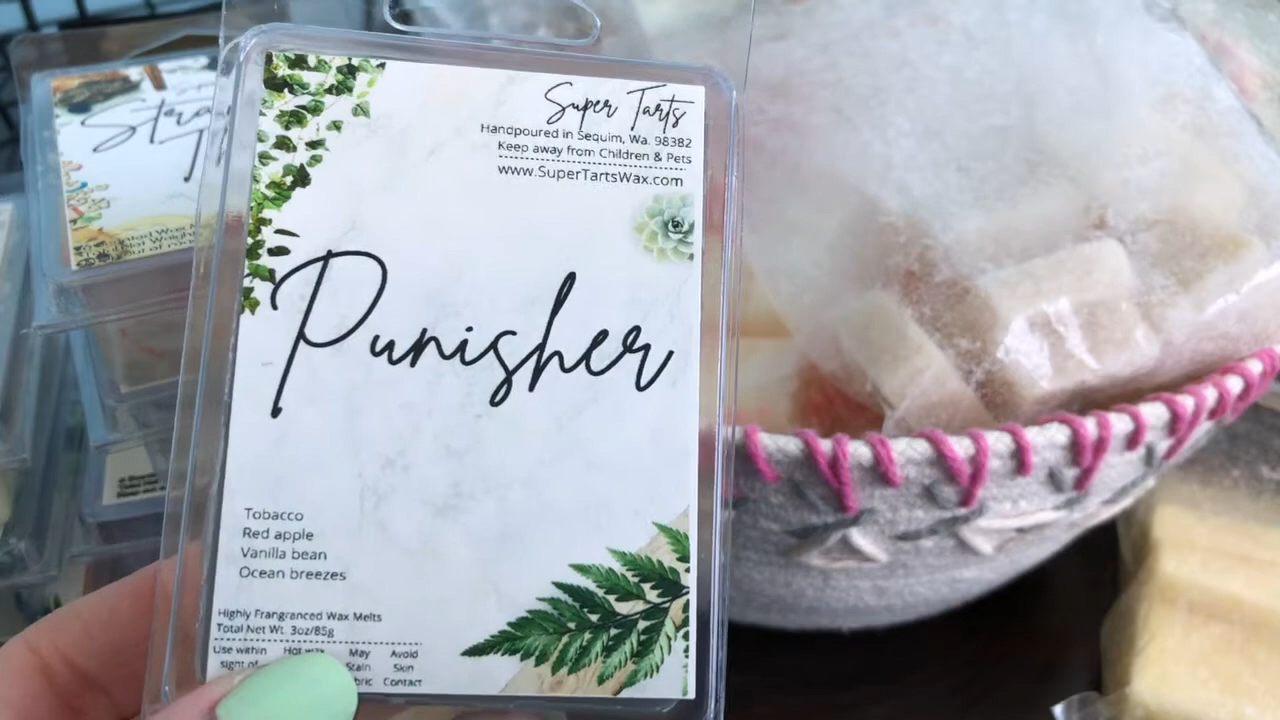 Super Tarts
Handpoured in Sequim, Wa. 98382
Keep away from Children & Pets
www.SuperTartsWax.com
Punisher
Tobacco
Red apple
Vanilla bean
Ocean breezes
Highly Frangranced Wax Melts
Total Net Wt. 3oz/85g
Use within Hot wax May Avoid
sight of Stain Skin
Contact